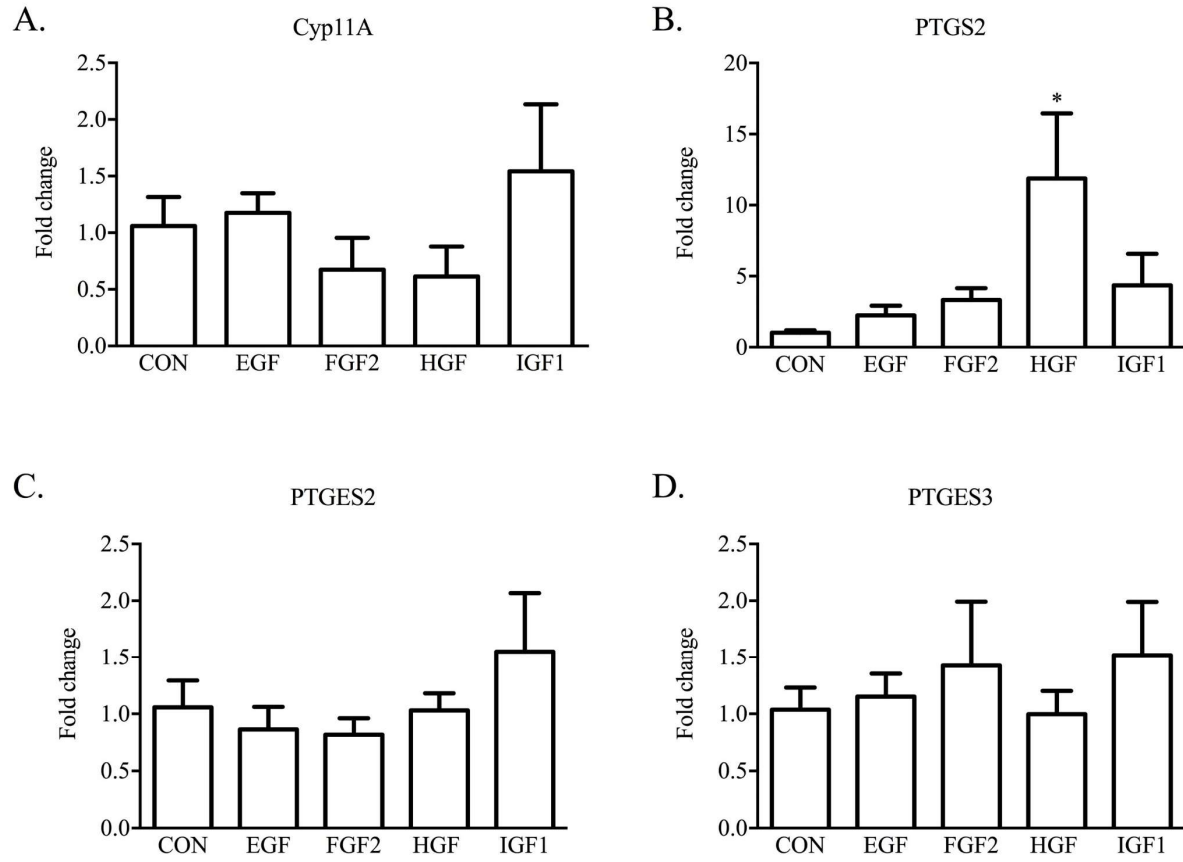 A.
Cyp11A
Fold change
2.5
2.0
1.5
1.0
0.5
0.0
CON EGF FGF2 HGF IGF1
B.
PTGS2
Fold change
20
15
10
5
0
*
CON EGF FGF2 HGF IGF1
C.
PTGES2
Fold change
2.5
2.0
1.5
1.0
0.5
0.0
CON EGF FGF2 HGF IGF1
D.
PTGES3
Fold change
2.5
2.0
1.5
1.0
0.5
0.0
CON EGF FGF2 HGF IGF1